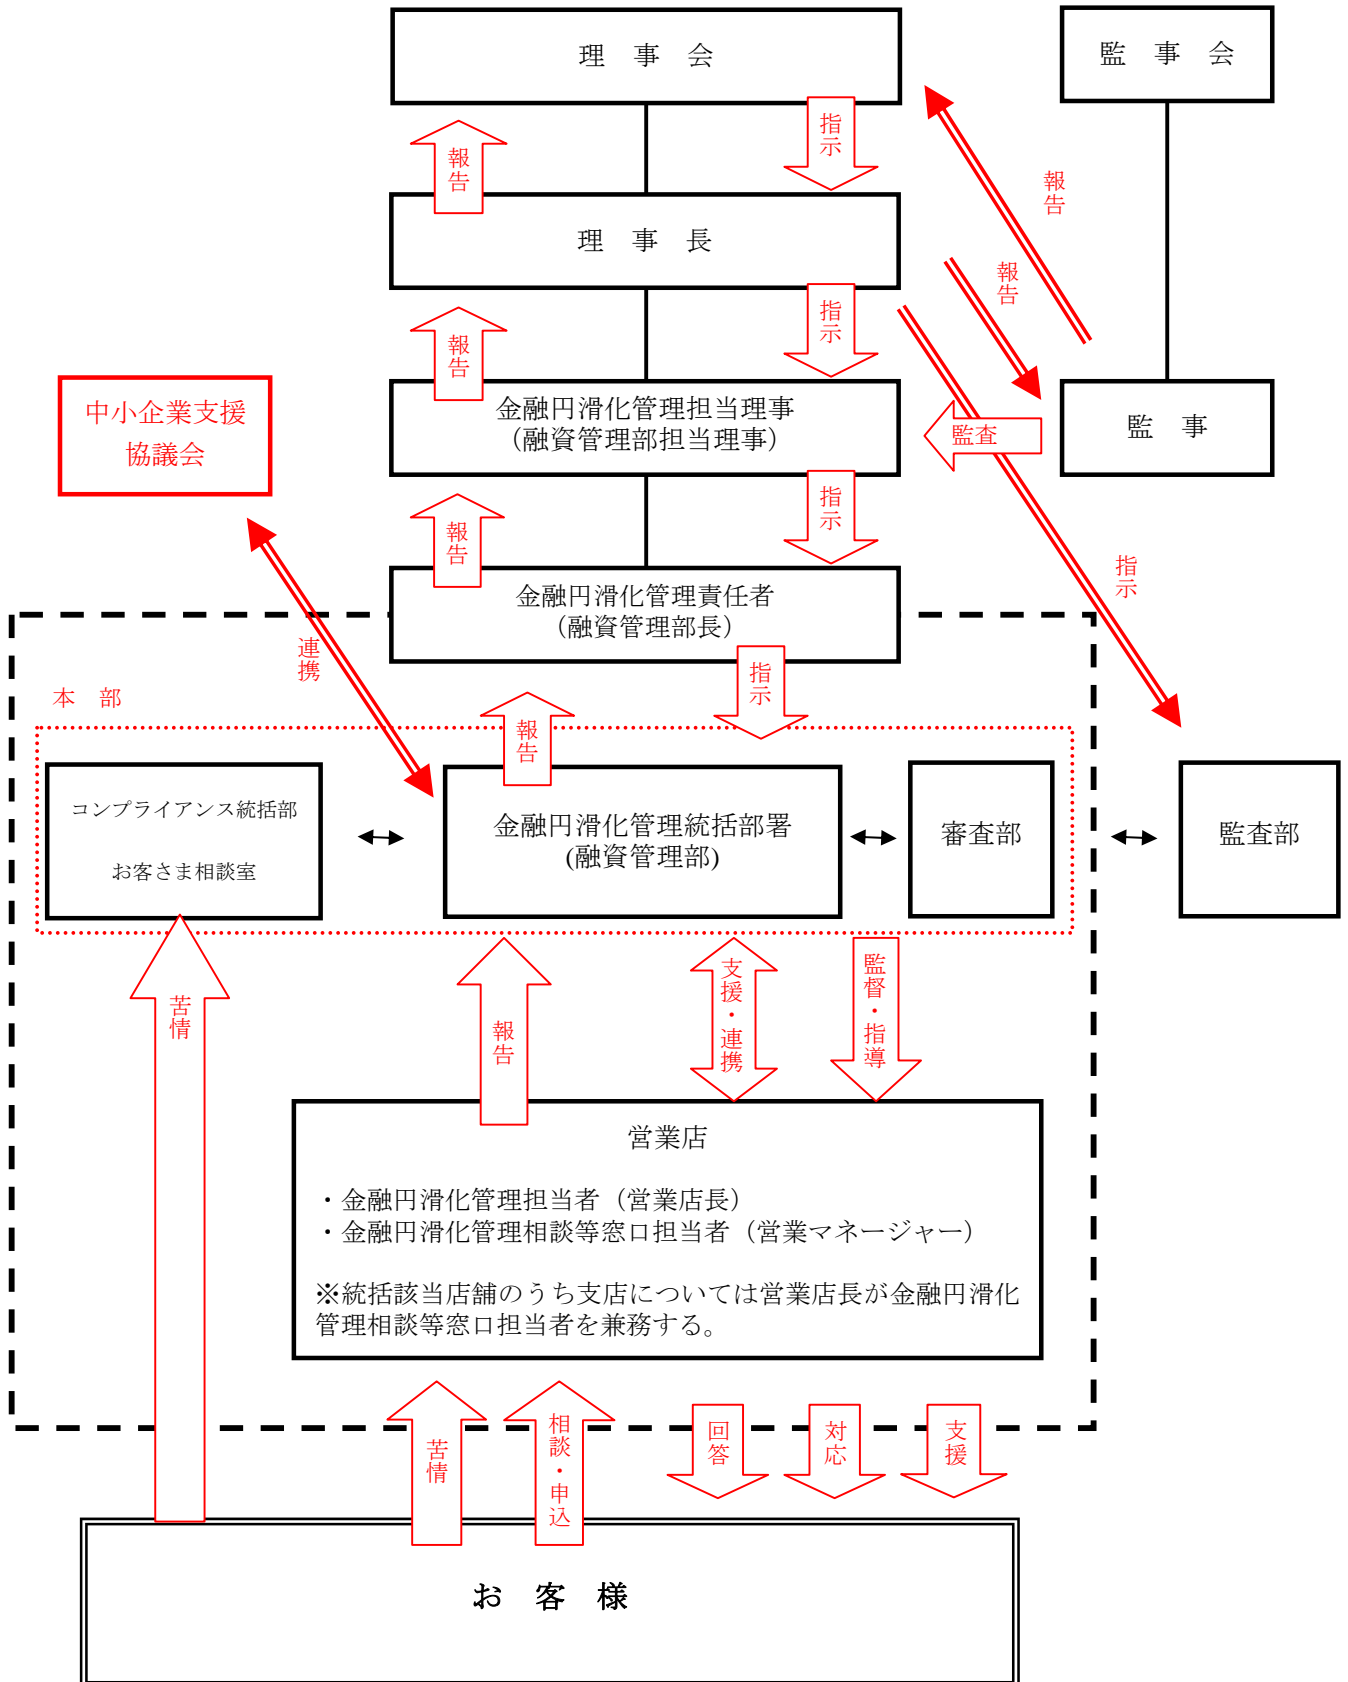 理 事 会
監 事 会
指示
報告
報告
理 事 長
報告
指示
報告
中小企業支援
協議会
金融円滑化管理担当理事
（融資管理部担当理事）
監査
監 事
指示
報告
指示
金融円滑化管理責任者
（融資管理部長）
連携
指示
本 部
報告
コンプライアンス統括部
お客さま相談室
金融円滑化管理統括部署
(融資管理部)
審査部
監査部
苦情
報告
支援・連携
監督・指導
営業店
・金融円滑化管理担当者（営業店長）
・金融円滑化管理相談等窓口担当者（営業マネージャー）
※統括該当店舗のうち支店については営業店長が金融円滑化
管理相談等窓口担当者を兼務する。
苦情
相談・申込
回答
対応
支援
お 客 様